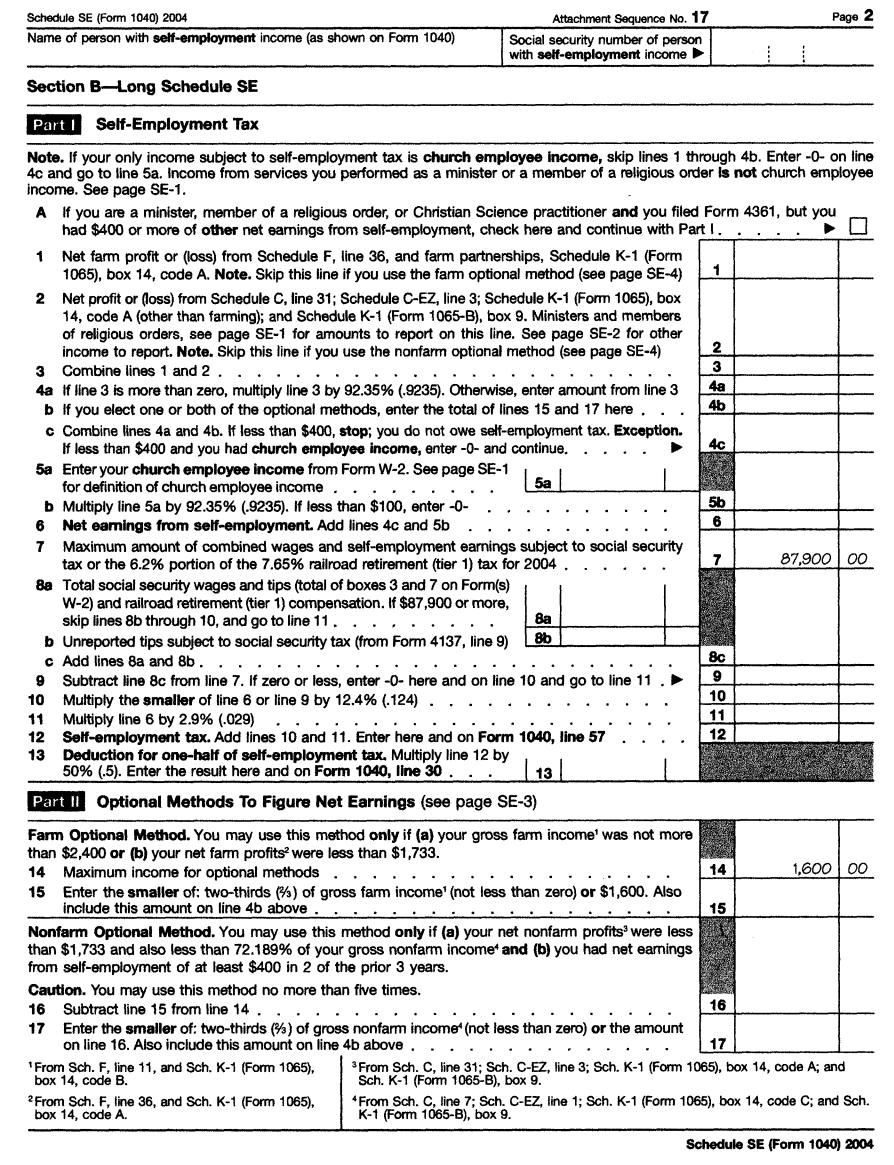 Schedule SE (Form 1040) 2004 Attachment Sequence No. 17 Page 2
Name of person with self-employment income (as shown on Form 1040)
Social security number of person
with self-employment income ▶
Section B—Long Schedule SE
Part I Self-Employment Tax
Note. If your only income subject to self-employment tax is church employee income, skip lines 1 through 4b. Enter -0- on line
4c and go to line 5a. Income from services you performed as a minister or a member of a religious order is not church employee
income. See page SE-1.
A If you are a minister, member of a religious order, or Christian Science practitioner and you filed Form 4361, but you
had $400 or more of other net earnings from self-employment, check here and continue with Part I . . . . . ▶
1 Net farm profit or (loss) from Schedule F, line 36, and farm partnerships, Schedule K-1 (Form
1065), box 14, code A. Note. Skip this line if you use the farm optional method (see page SE-4) 1
2 Net profit or (loss) from Schedule C, line 31; Schedule C-EZ, line 3; Schedule K-1 (Form 1065), box
14, code A (other than farming); and Schedule K-1 (Form 1065-B), box 9. Ministers and members
of religious orders, see page SE-1 for amounts to report on this line. See page SE-2 for other
income to report. Note. Skip this line if you use the nonfarm optional method (see page SE-4) 2
3 Combine lines 1 and 2 . . . . . . . . . . . . . . . . . . . . 3
4a If line 3 is more than zero, multiply line 3 by 92.35% (.9235). Otherwise, enter amount from line 3 4a
b If you elect one or both of the optional methods, enter the total of lines 15 and 17 here . . . 4b
c Combine lines 4a and 4b. If less than $400, stop; you do not owe self-employment tax. Exception.
If less than $400 and you had church employee income, enter -0- and continue. . . . . . ▶ 4c
5a Enter your church employee income from Form W-2. See page SE-1
for definition of church employee income . . . . . . . . . 5a
b Multiply line 5a by 92.35% (.9235). If less than $100, enter -0- . . . . . . . . . . . 5b
6 Net earnings from self-employment. Add lines 4c and 5b . . . . . . . . . . . . 6
7 Maximum amount of combined wages and self-employment earnings subject to social security
tax or the 6.2% portion of the 7.65% railroad retirement (tier 1) tax for 2004 . . . . . . 7 87,900 00
8a Total social security wages and tips (total of boxes 3 and 7 on Form(s)
W-2) and railroad retirement (tier 1) compensation. If $87,900 or more,
skip lines 8b through 10, and go to line 11 . . . . . . . . . 8a
b Unreported tips subject to social security tax (from Form 4137, line 9) 8b
c Add lines 8a and 8b . . . . . . . . . . . . . . . . . . . . . 8c
9 Subtract line 8c from line 7. If zero or less, enter -0- here and on line 10 and go to line 11 . ▶ 9
10 Multiply the smaller of line 6 or line 9 by 12.4% (.124) . . . . . . . . . . . . . 10
11 Multiply line 6 by 2.9% (.029) . . . . . . . . . . . . . . . . . . 11
12 Self-employment tax. Add lines 10 and 11. Enter here and on Form 1040, line 57 . . . . 12
13 Deduction for one-half of self-employment tax. Multiply line 12 by
50% (.5). Enter the result here and on Form 1040, line 30 . . . 13
Part II Optional Methods To Figure Net Earnings (see page SE-3)
Farm Optional Method. You may use this method only if (a) your gross farm income¹ was not more
than $2,400 or (b) your net farm profits² were less than $1,733.
14 Maximum income for optional methods . . . . . . . . . . . . . . . . 14 1,600 00
15 Enter the smaller of: two-thirds (⅔) of gross farm income¹ (not less than zero) or $1,600. Also
include this amount on line 4b above . . . . . . . . . . . . . . . . . 15
Nonfarm Optional Method. You may use this method only if (a) your net nonfarm profits³ were less
than $1,733 and also less than 72.189% of your gross nonfarm income⁴ and (b) you had net earnings
from self-employment of at least $400 in 2 of the prior 3 years.
Caution. You may use this method no more than five times.
16 Subtract line 15 from line 14 . . . . . . . . . . . . . . . . . . . 16
17 Enter the smaller of: two-thirds (⅔) of gross nonfarm income⁴ (not less than zero) or the amount
on line 16. Also include this amount on line 4b above . . . . . . . . . . . . . 17
¹From Sch. F, line 11, and Sch. K-1 (Form 1065),
box 14, code B.
²From Sch. F, line 36, and Sch. K-1 (Form 1065),
box 14, code A.
³From Sch. C, line 31; Sch. C-EZ, line 3; Sch. K-1 (Form 1065), box 14, code A; and
Sch. K-1 (Form 1065-B), box 9.
⁴From Sch. C, line 7; Sch. C-EZ, line 1; Sch. K-1 (Form 1065), box 14, code C; and Sch.
K-1 (Form 1065-B), box 9.
Schedule SE (Form 1040) 2004